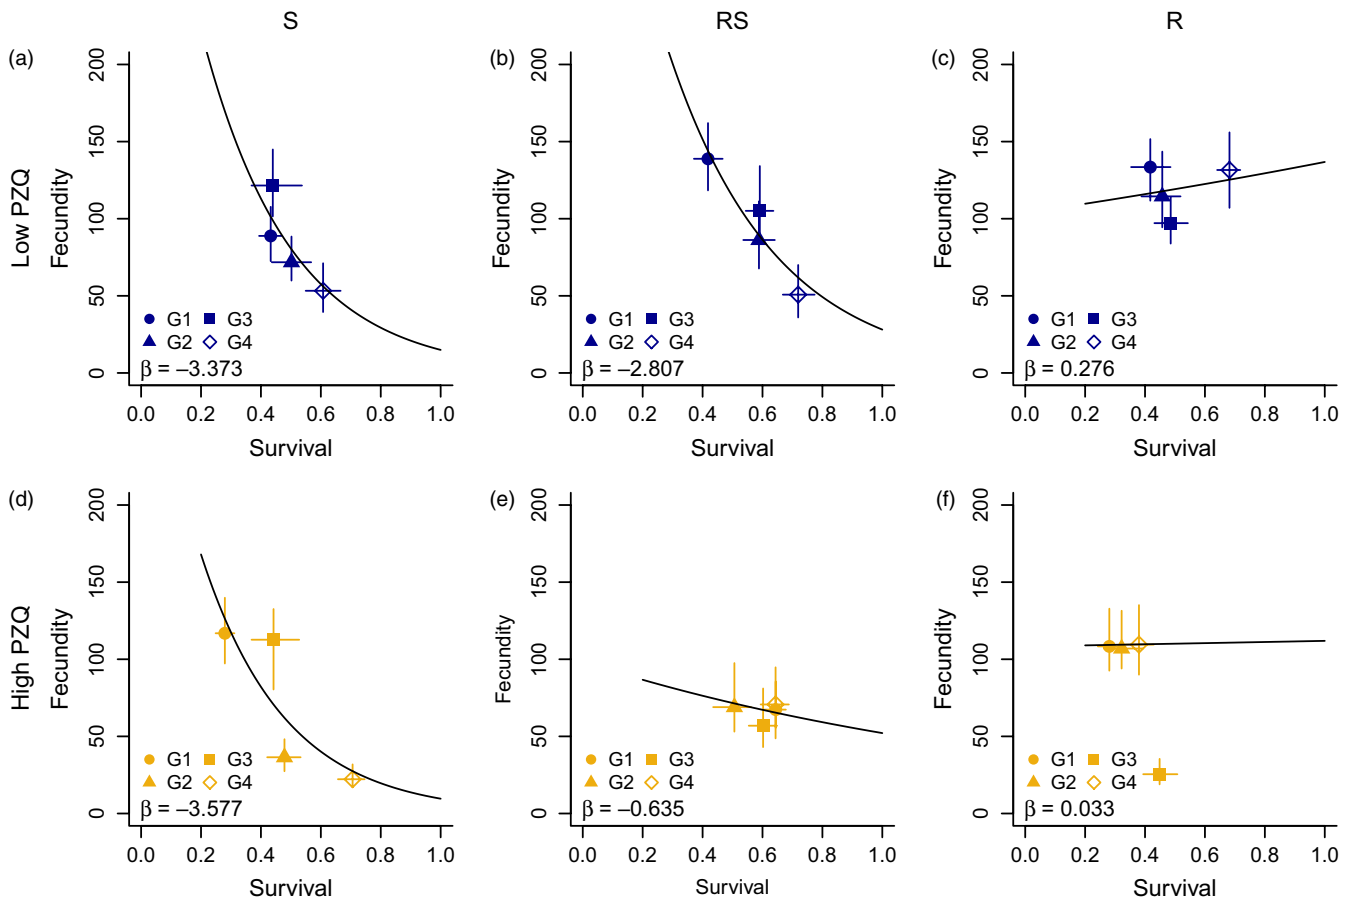 S RS R
(a) (b) (c)
Low PZQ
Fecundity Fecundity Fecundity
200 200 200
150 150 150
100 100 100
50 50 50
0 0 0
G1 G3 G1 G3 G1 G3
G2 G4 G2 G4 G2 G4
β = –3.373 β = –2.807 β = 0.276
0.0 0.2 0.4 0.6 0.8 1.0 0.0 0.2 0.4 0.6 0.8 1.0 0.0 0.2 0.4 0.6 0.8 1.0
Survival Survival Survival
(d) (e) (f)
High PZQ
Fecundity Fecundity Fecundity
200 200 200
150 150 150
100 100 100
50 50 50
0 0 0
G1 G3 G1 G3 G1 G3
G2 G4 G2 G4 G2 G4
β = –3.577 β = –0.635 β = 0.033
0.0 0.2 0.4 0.6 0.8 1.0 0.0 0.2 0.4 0.6 0.8 1.0 0.0 0.2 0.4 0.6 0.8 1.0
Survival Survival Survival